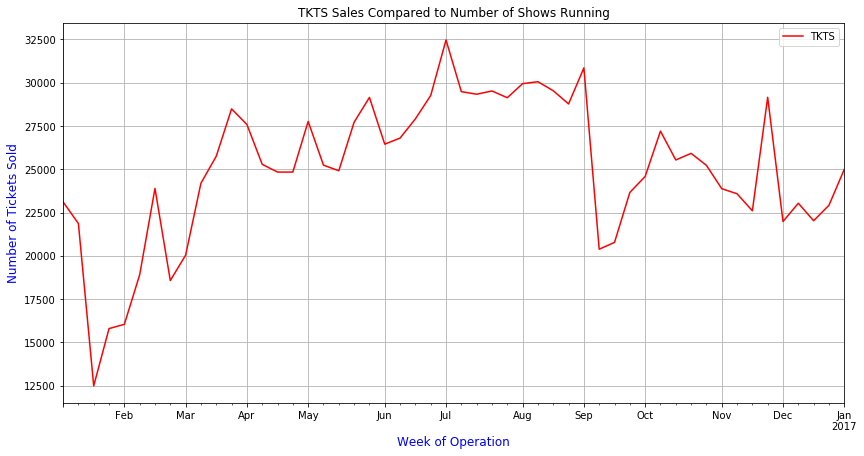 TKTS Sales Compared to Number of Shows Running
TKTS
32500
30000
27500
25000
22500
20000
17500
15000
12500
Number of Tickets Sold
Feb Mar Apr May Jun Jul Aug Sep Oct Nov Dec Jan
2017
Week of Operation